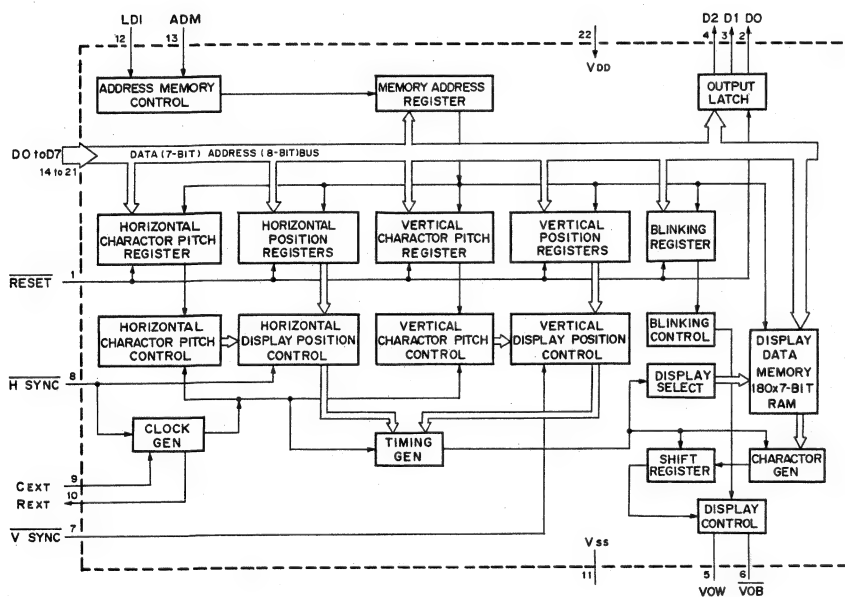 LDI ADM
12 13
22
VDD
D2 D1 DO
4 3 2
ADDRESS MEMORY
CONTROL
MEMORY ADDRESS
REGISTER
OUTPUT
LATCH
DO toD7
14 to 21
DATA (7-BIT) ADDRESS (8-BIT) BUS
HORIZONTAL
CHARACTOR PITCH
REGISTER
HORIZONTAL
POSITION
REGISTERS
VERTICAL
CHARACTOR PITCH
REGISTER
VERTICAL
POSITION
REGISTERS
BLINKING
REGISTER
RESET 1
HORIZONTAL
CHARACTOR PITCH
CONTROL
HORIZONTAL
DISPLAY POSITION
CONTROL
VERTICAL
CHARACTOR PITCH
CONTROL
VERTICAL
DISPLAY POSITION
CONTROL
BLINKING
CONTROL
DISPLAY
DATA
MEMORY
180x7-BIT
RAM
H SYNC 8
DISPLAY
SELECT
CLOCK
GEN
TIMING
GEN
SHIFT
REGISTER
CHARACTOR
GEN
CEXT 9
REXT 10
V SYNC 7
DISPLAY
CONTROL
VSS
11
5 6
VOW VOB